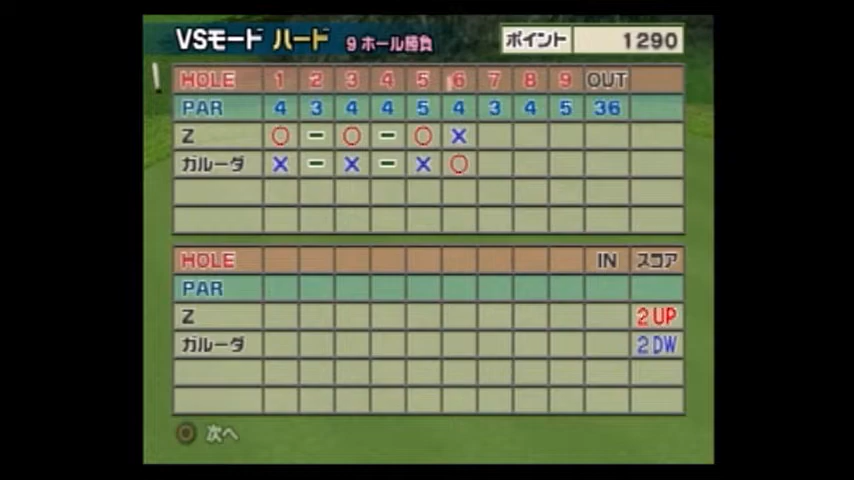 VSモード ハード 9ホール勝負 ポイント 1290
HOLE 1 2 3 4 5 6 7 8 9 OUT
PAR 4 3 4 4 5 4 3 4 5 36
Z ○ - ○ - ○ ×
ガルーダ × - × - × ○
HOLE IN スコア
PAR
Z 2UP
ガルーダ 2DW
次へ